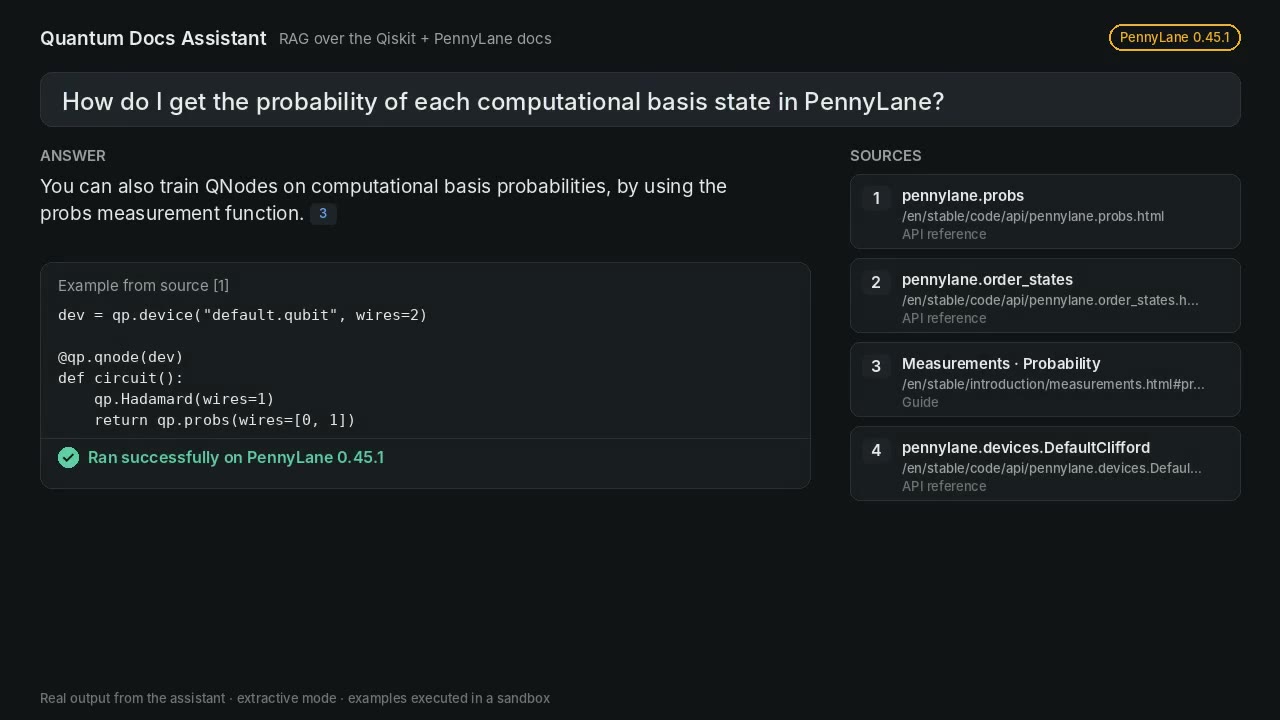 Quantum Docs Assistant RAG over the Qiskit + PennyLane docs
PennyLane 0.45.1
How do I get the probability of each computational basis state in PennyLane?
ANSWER
You can also train QNodes on computational basis probabilities, by using the
probs measurement function. 3
Example from source [1]
dev = qp.device("default.qubit", wires=2)
@qp.qnode(dev)
def circuit():
    qp.Hadamard(wires=1)
    return qp.probs(wires=[0, 1])
Ran successfully on PennyLane 0.45.1
SOURCES
1
pennylane.probs
/en/stable/code/api/pennylane.probs.html
API reference
2
pennylane.order_states
/en/stable/code/api/pennylane.order_states.h...
API reference
3
Measurements · Probability
/en/stable/introduction/measurements.html#pr...
Guide
4
pennylane.devices.DefaultClifford
/en/stable/code/api/pennylane.devices.Defaul...
API reference
Real output from the assistant · extractive mode · examples executed in a sandbox